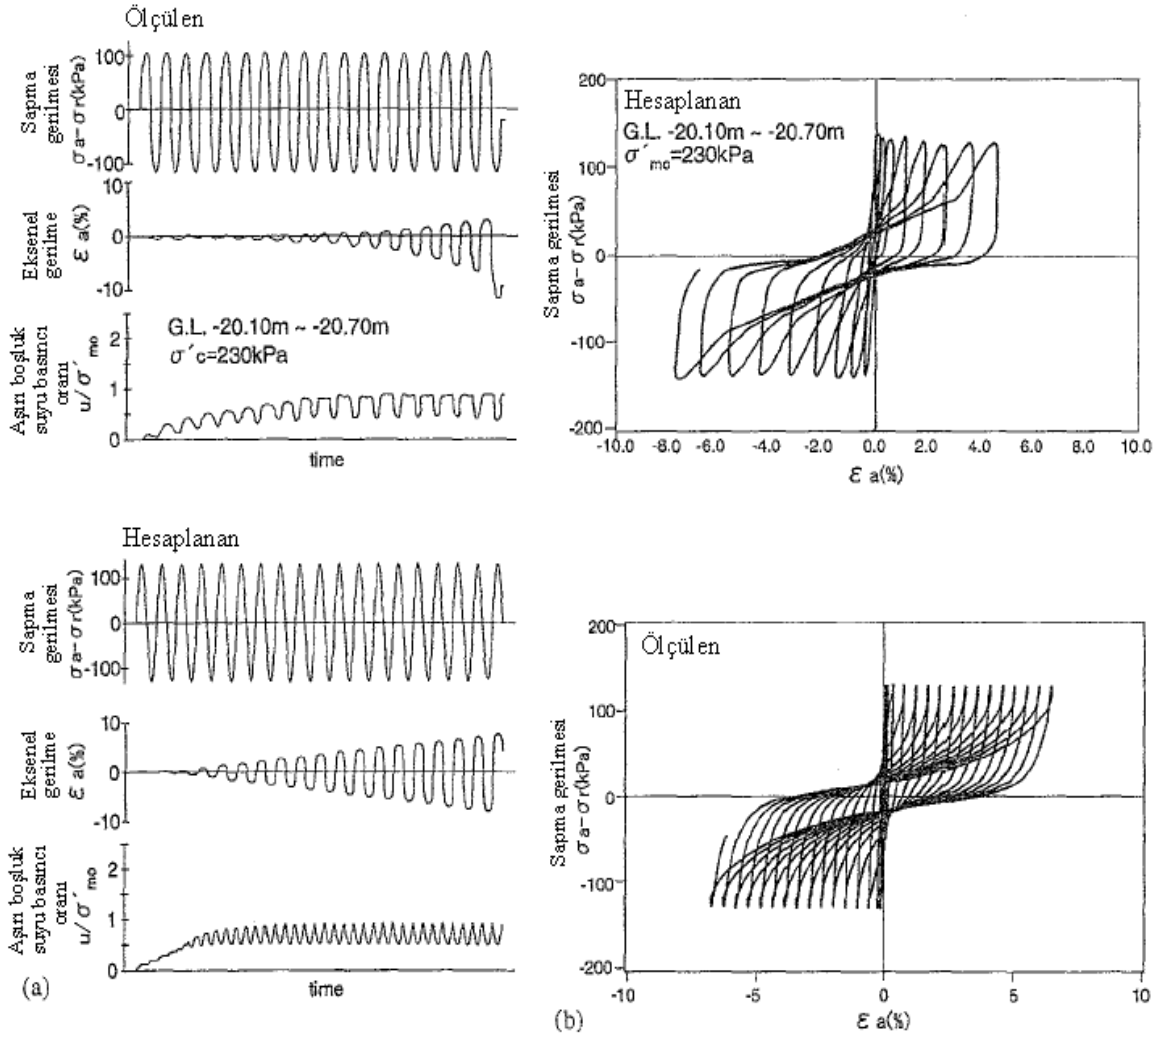 Ölçülen
Sapma
gerilmesi
σa-σr(kPa)
100
0
-100
Eksenel
gerilme
ε a(%)
10
0
-10
Aşırı boşluk
suyu basıncı
oranı
u/σ´mo
G.L. -20.10m ~ -20.70m
σ´c=230kPa
2
1
0
time
Hesaplanan
G.L. -20.10m ~ -20.70m
σ´mo=230kPa
Sapma gerilmesi
σa-σr(kPa)
200
100
0
-100
-200
-10.0 -8.0 -6.0 -4.0 -2.0 0.0 2.0 4.0 6.0 8.0 10.0
ε a(%)
Hesaplanan
Sapma
gerilmesi
σa-σr(kPa)
100
0
-100
Eksenel
gerilme
ε a(%)
10
0
-10
Aşırı boşluk
suyu basıncı
oranı
u/σ´mo
2
1
0
time
(a)
Ölçülen
Sapma gerilmesi
σa-σr(kPa)
200
100
0
-100
-200
-10 -5 0 5 10
ε a(%)
(b)